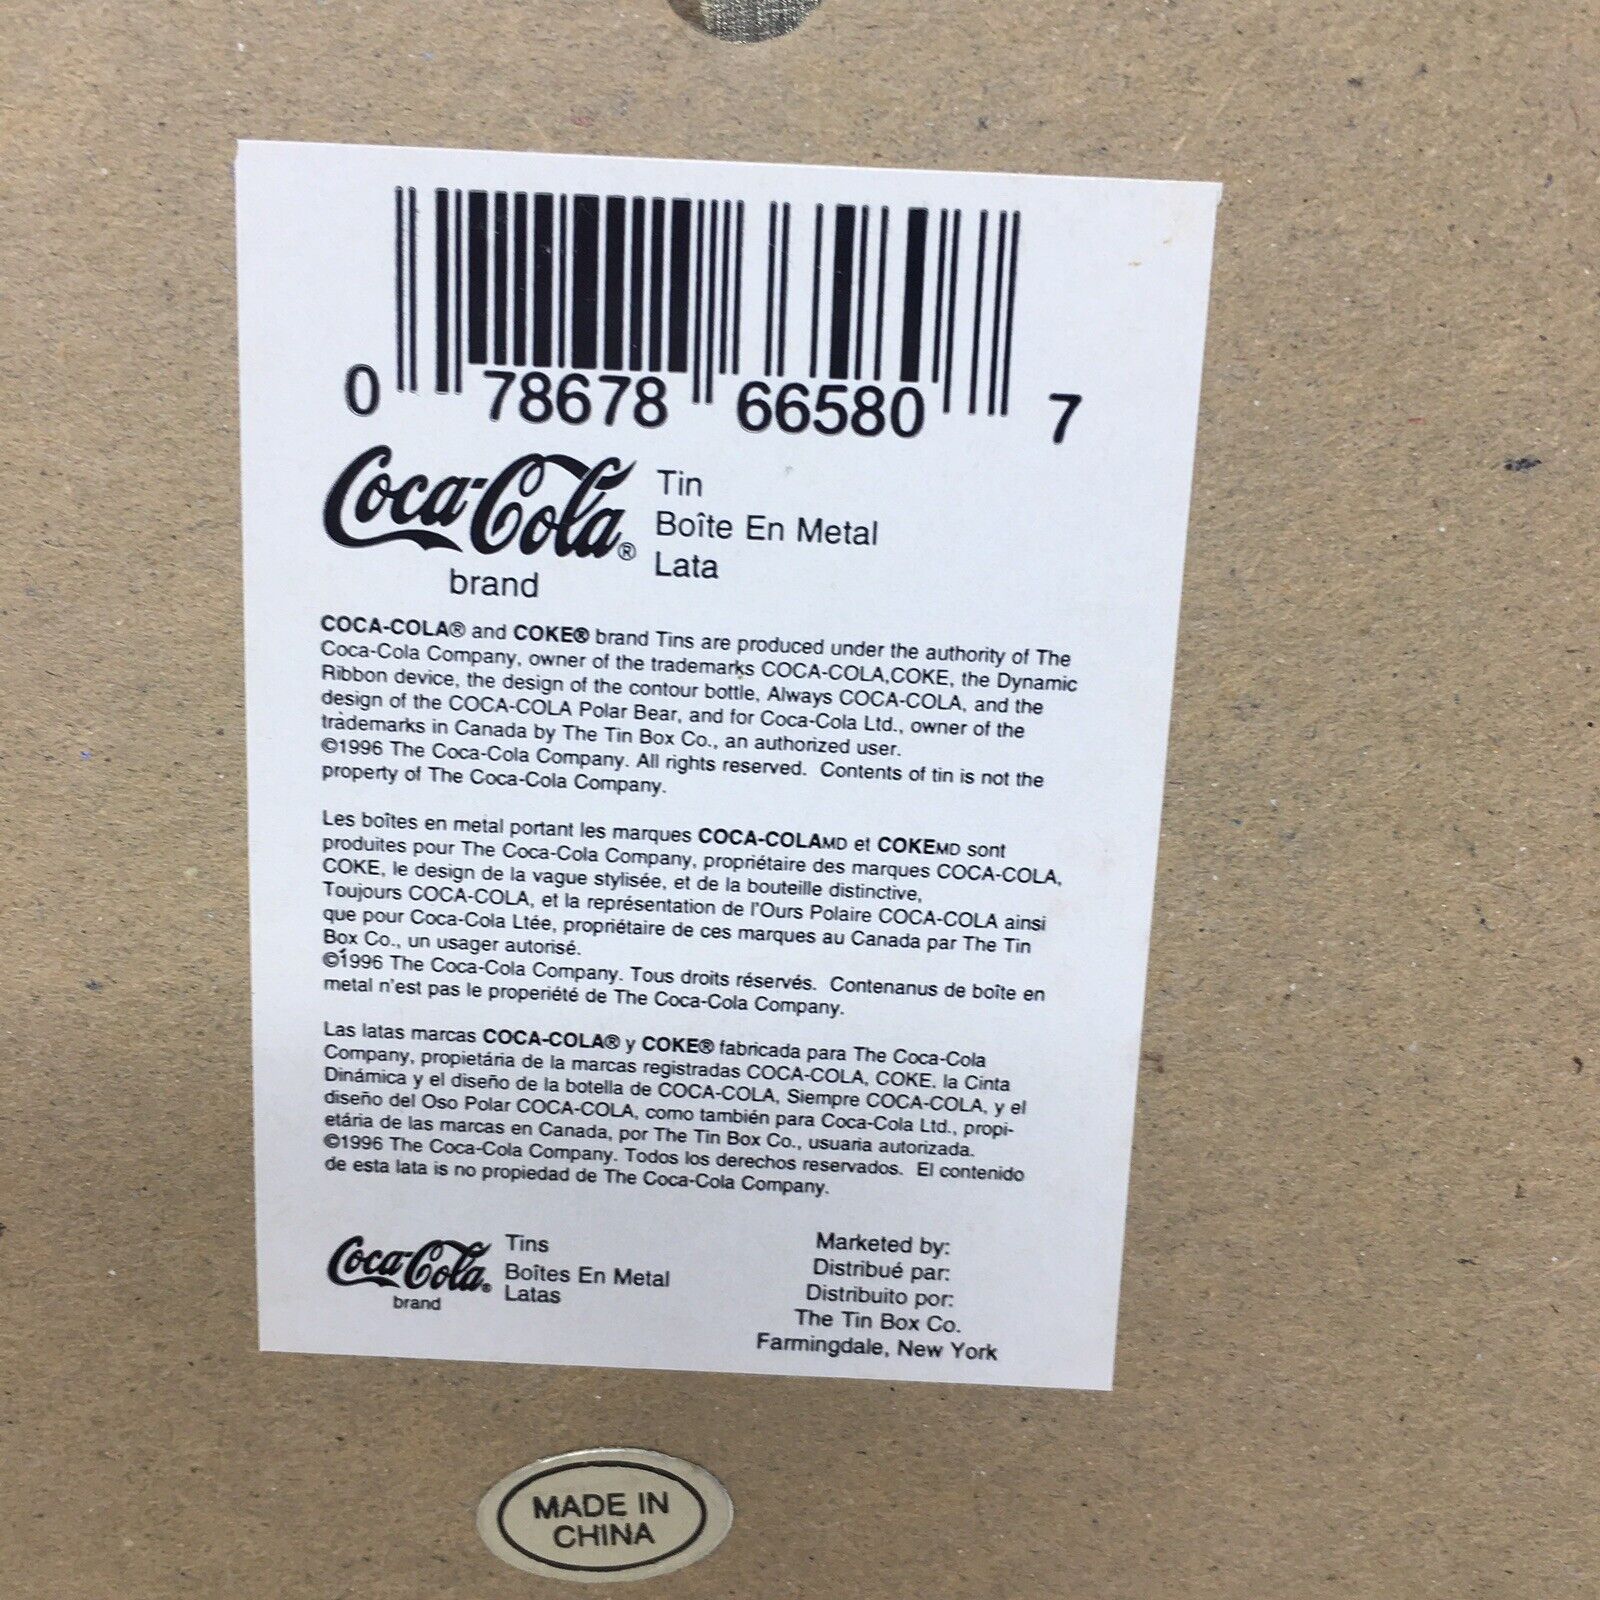 0 78678 66580 7
Coca-Cola®
brand
Tin
Boîte En Metal
Lata
COCA-COLA® and COKE® brand Tins are produced under the authority of The
Coca-Cola Company, owner of the trademarks COCA-COLA,COKE, the Dynamic
Ribbon device, the design of the contour bottle, Always COCA-COLA, and the
design of the COCA-COLA Polar Bear, and for Coca-Cola Ltd., owner of the
trademarks in Canada by The Tin Box Co., an authorized user.
©1996 The Coca-Cola Company. All rights reserved. Contents of tin is not the
property of The Coca-Cola Company.
Les boîtes en metal portant les marques COCA-COLAMD et COKEMD sont
produites pour The Coca-Cola Company, propriétaire des marques COCA-COLA,
COKE, le design de la vague stylisée, et de la bouteille distinctive,
Toujours COCA-COLA, et la représentation de l'Ours Polaire COCA-COLA ainsi
que pour Coca-Cola Ltée, propriétaire de ces marques au Canada par The Tin
Box Co., un usager autorisé.
©1996 The Coca-Cola Company. Tous droits réservés. Contenanus de boîte en
metal n'est pas le properiété de The Coca-Cola Company.
Las latas marcas COCA-COLA® y COKE® fabricada para The Coca-Cola
Company, propietária de la marcas registradas COCA-COLA, COKE. la Cinta
Dinámica y el diseño de la botella de COCA-COLA, Siempre COCA-COLA, y el
diseño del Oso Polar COCA-COLA, como también para Coca-Cola Ltd., propi-
etária de las marcas en Canada, por The Tin Box Co., usuaria autorizada.
©1996 The Coca-Cola Company. Todos los derechos reservados. El contenido
de esta lata is no propiedad de The Coca-Cola Company.
Coca-Cola®
brand
Tins
Boîtes En Metal
Latas
Marketed by:
Distribué par:
Distribuito por:
The Tin Box Co.
Farmingdale, New York
MADE IN
CHINA